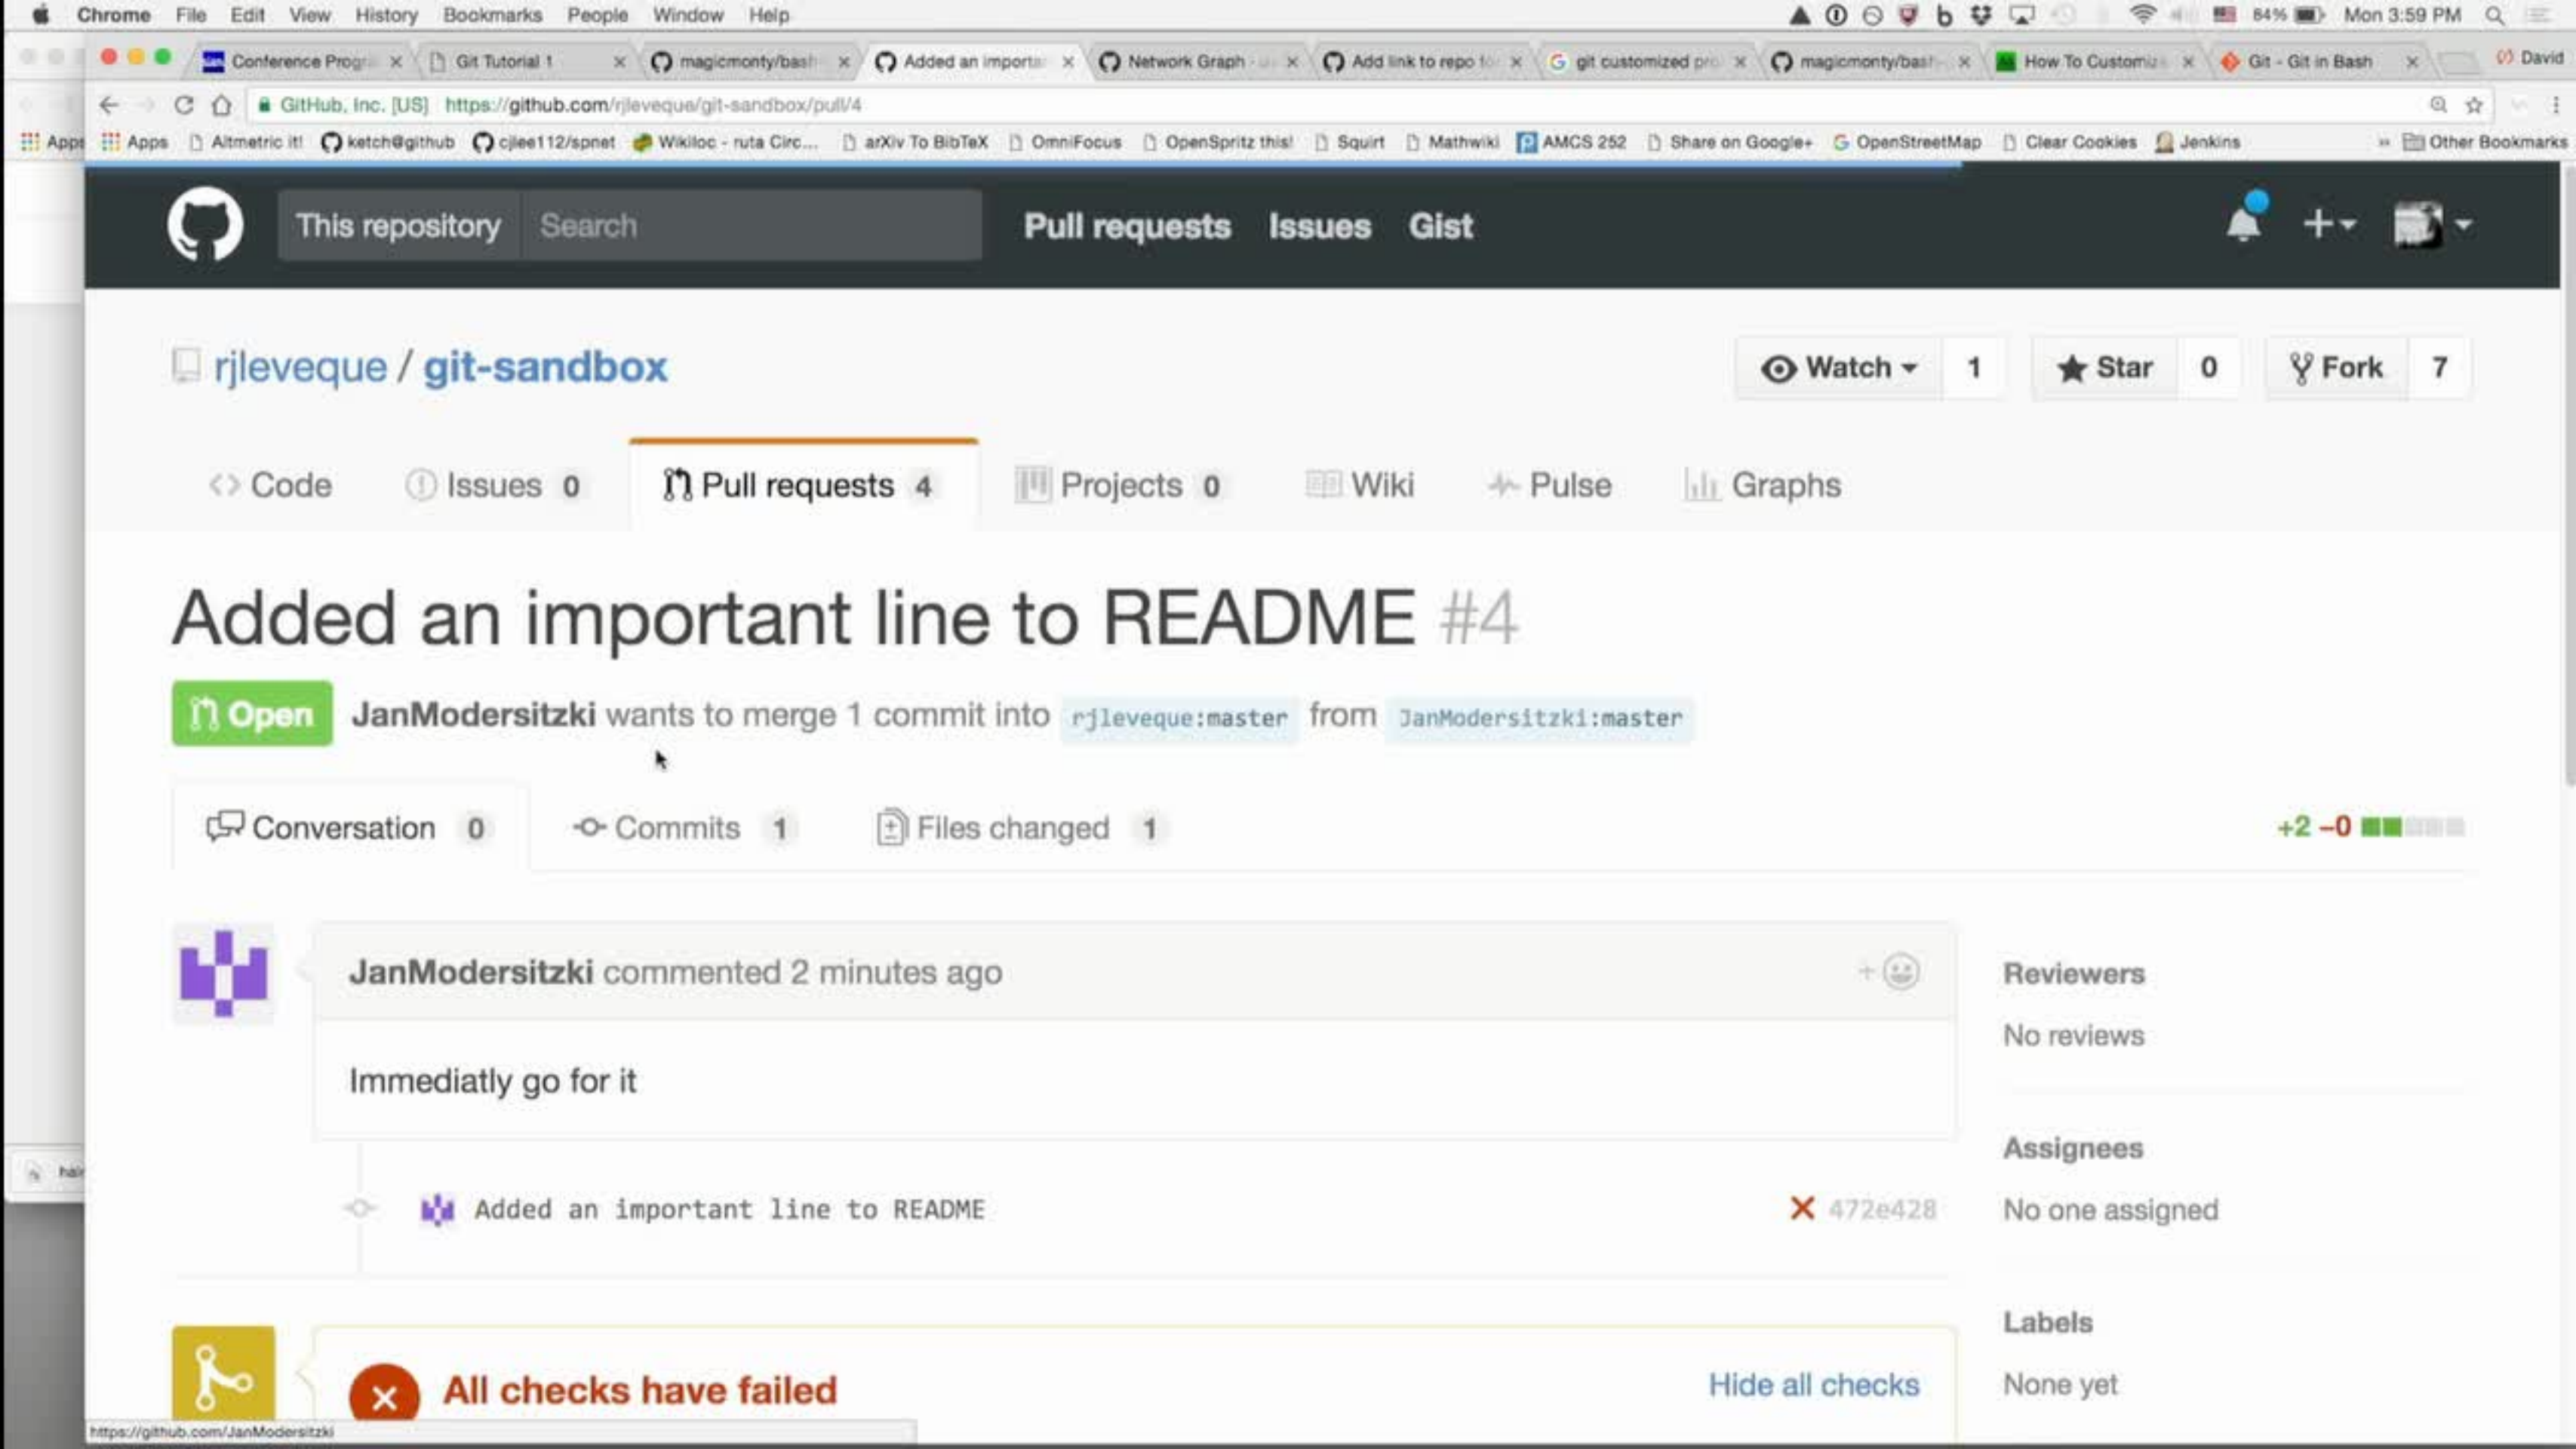 Chrome File Edit View History Bookmarks People Window Help 84% Mon 3:59 PM
Conference Progra Git Tutorial 1 magicmonty/bash Added an importa Network Graph Add link to repo fo git customized pro magicmonty/bash How To Customiz Git - Git in Bash David
GitHub, Inc. [US] https://github.com/rjleveque/git-sandbox/pull/4
Apps Apps Altmetric it! ketch@github cjlee112/spnet Wikiloc - ruta Circ... arXiv To BibTeX OmniFocus OpenSpritz this! Squirt Mathwiki AMCS 252 Share on Google+ OpenStreetMap Clear Cookies Jenkins » Other Bookmarks
This repository Search Pull requests Issues Gist
rjleveque / git-sandbox Watch 1 Star 0 Fork 7
Code Issues 0 Pull requests 4 Projects 0 Wiki Pulse Graphs
Added an important line to README #4
Open JanModersitzki wants to merge 1 commit into rjleveque:master from JanModersitzki:master
Conversation 0 Commits 1 Files changed 1 +2 −0
JanModersitzki commented 2 minutes ago
Reviewers
No reviews
Immediatly go for it
Assignees
hair
Added an important line to README 472e428 No one assigned
Labels
All checks have failed Hide all checks None yet
https://github.com/JanModersitzki